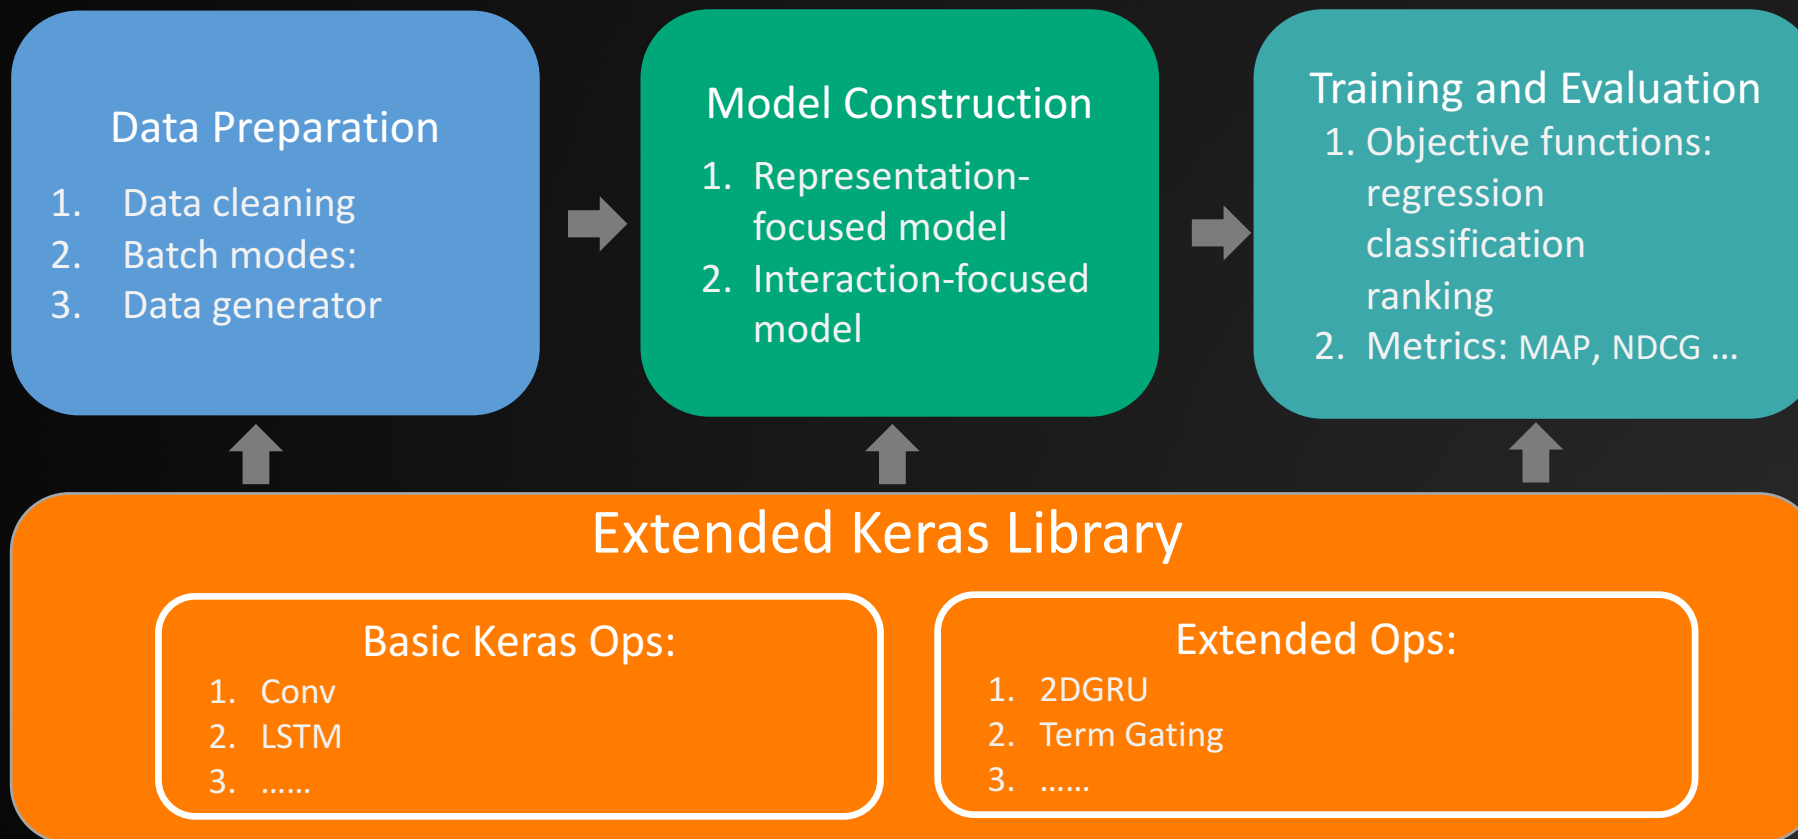 Data Preparation
1. Data cleaning
2. Batch modes:
3. Data generator
Model Construction
1. Representation-
focused model
2. Interaction-focused
model
Training and Evaluation
1. Objective functions:
regression
classification
ranking
2. Metrics: MAP, NDCG ...
Extended Keras Library
Basic Keras Ops:
1. Conv
2. LSTM
3. ......
Extended Ops:
1. 2DGRU
2. Term Gating
3. ......